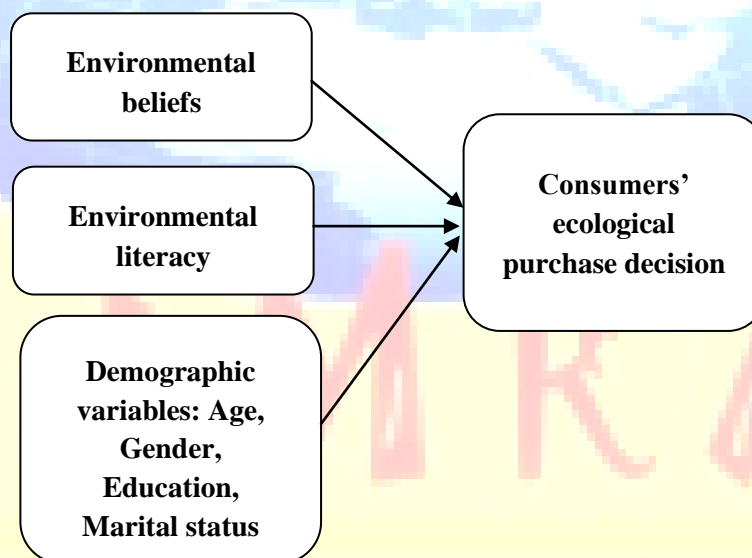 Environmental
beliefs
Environmental
literacy
Demographic
variables: Age,
Gender,
Education,
Marital status
Consumers’
ecological
purchase decision